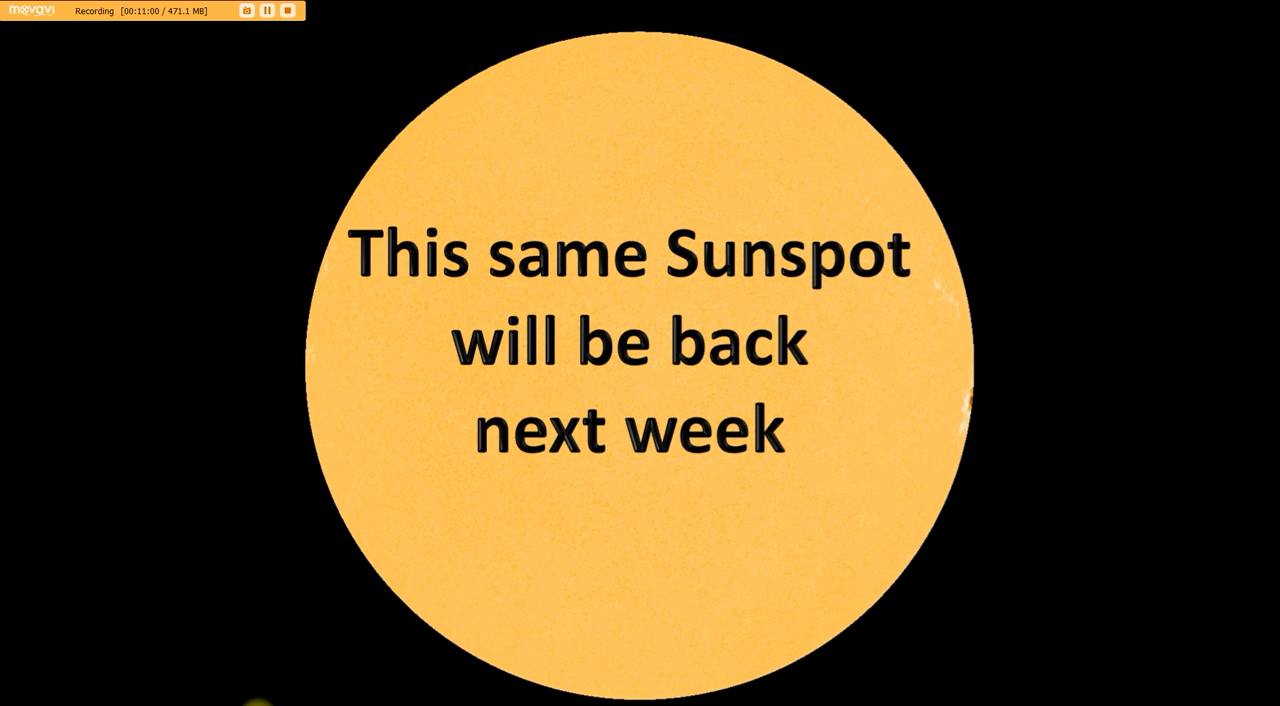 movavi Recording [00:11:00 / 471.1 MB]
This same Sunspot
will be back
next week